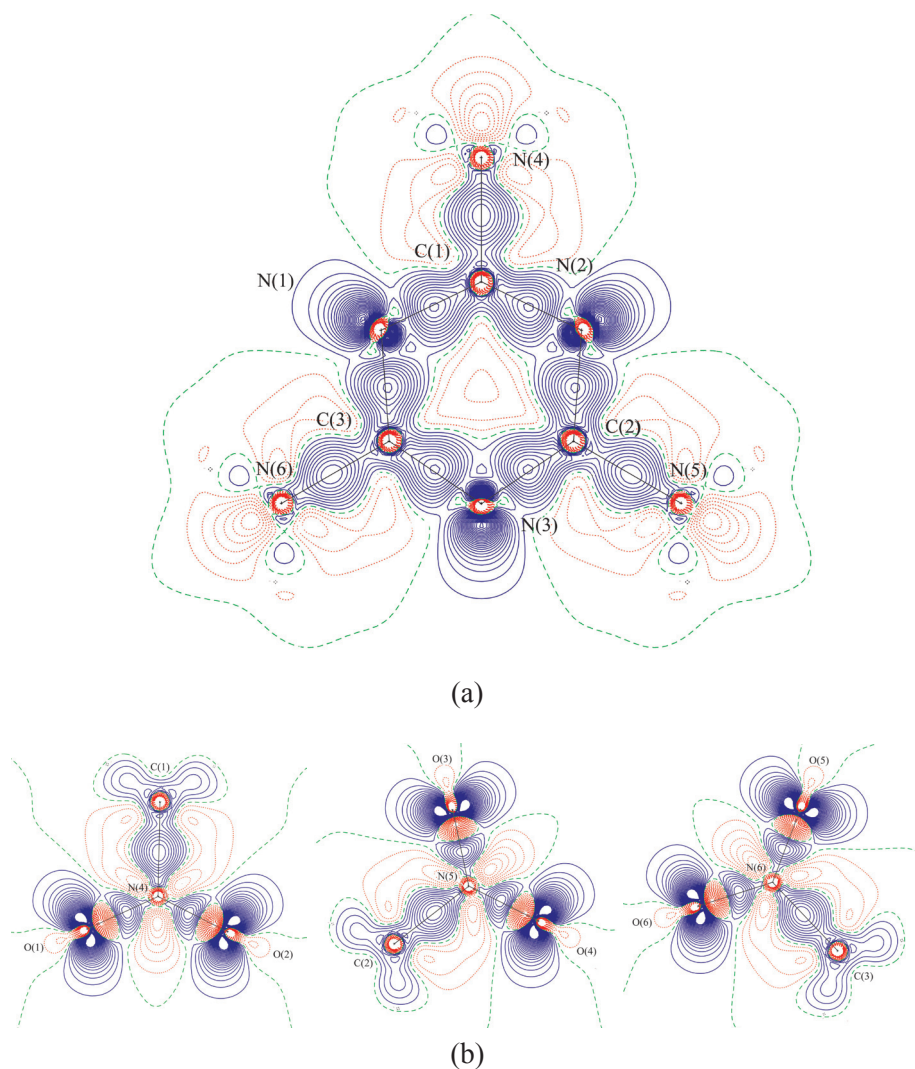 (a)
N(4)
C(1)
N(1)
N(2)
C(3)
C(2)
N(6)
N(5)
N(3)
C(1)
N(4)
O(1)
O(2)
O(3)
N(5)
C(2)
O(4)
O(5)
N(6)
O(6)
C(3)
(a)
(b)